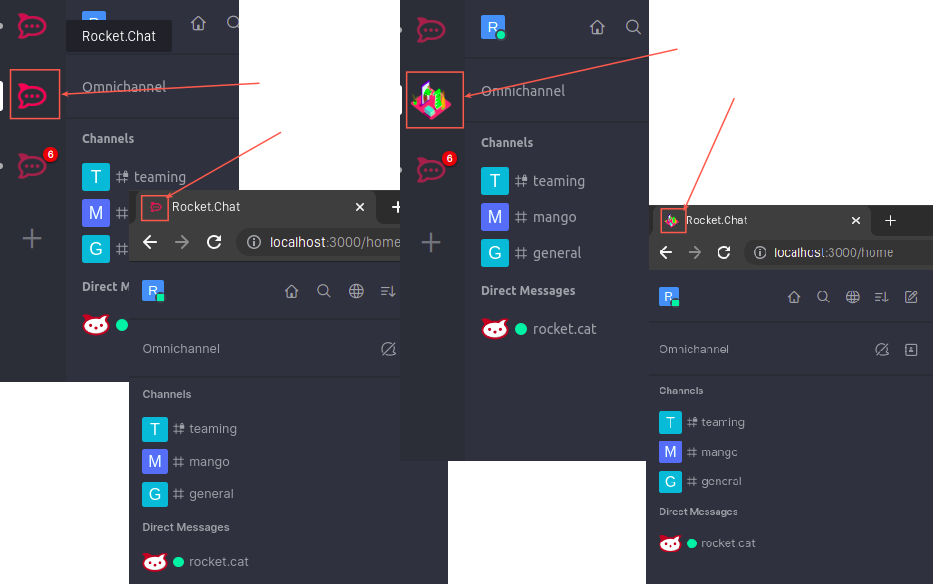 R
Rocket.Chat
Omnichannel
Channels
T teaming
6
M
G
Direct M
Rocket.Chat
localhost:3000/home
R
Omnichannel
Channels
T teaming
M mango
G general
Direct Messages
rocket.cat
R
Omnichannel
Channels
6
T teaming
M mango
G general
Direct Messages
rocket.cat
Rocket.Chat
localhost:3000/home
R
Omnichannel
Channels
T teaming
M mango
G general
Direct Messages
rocket.cat